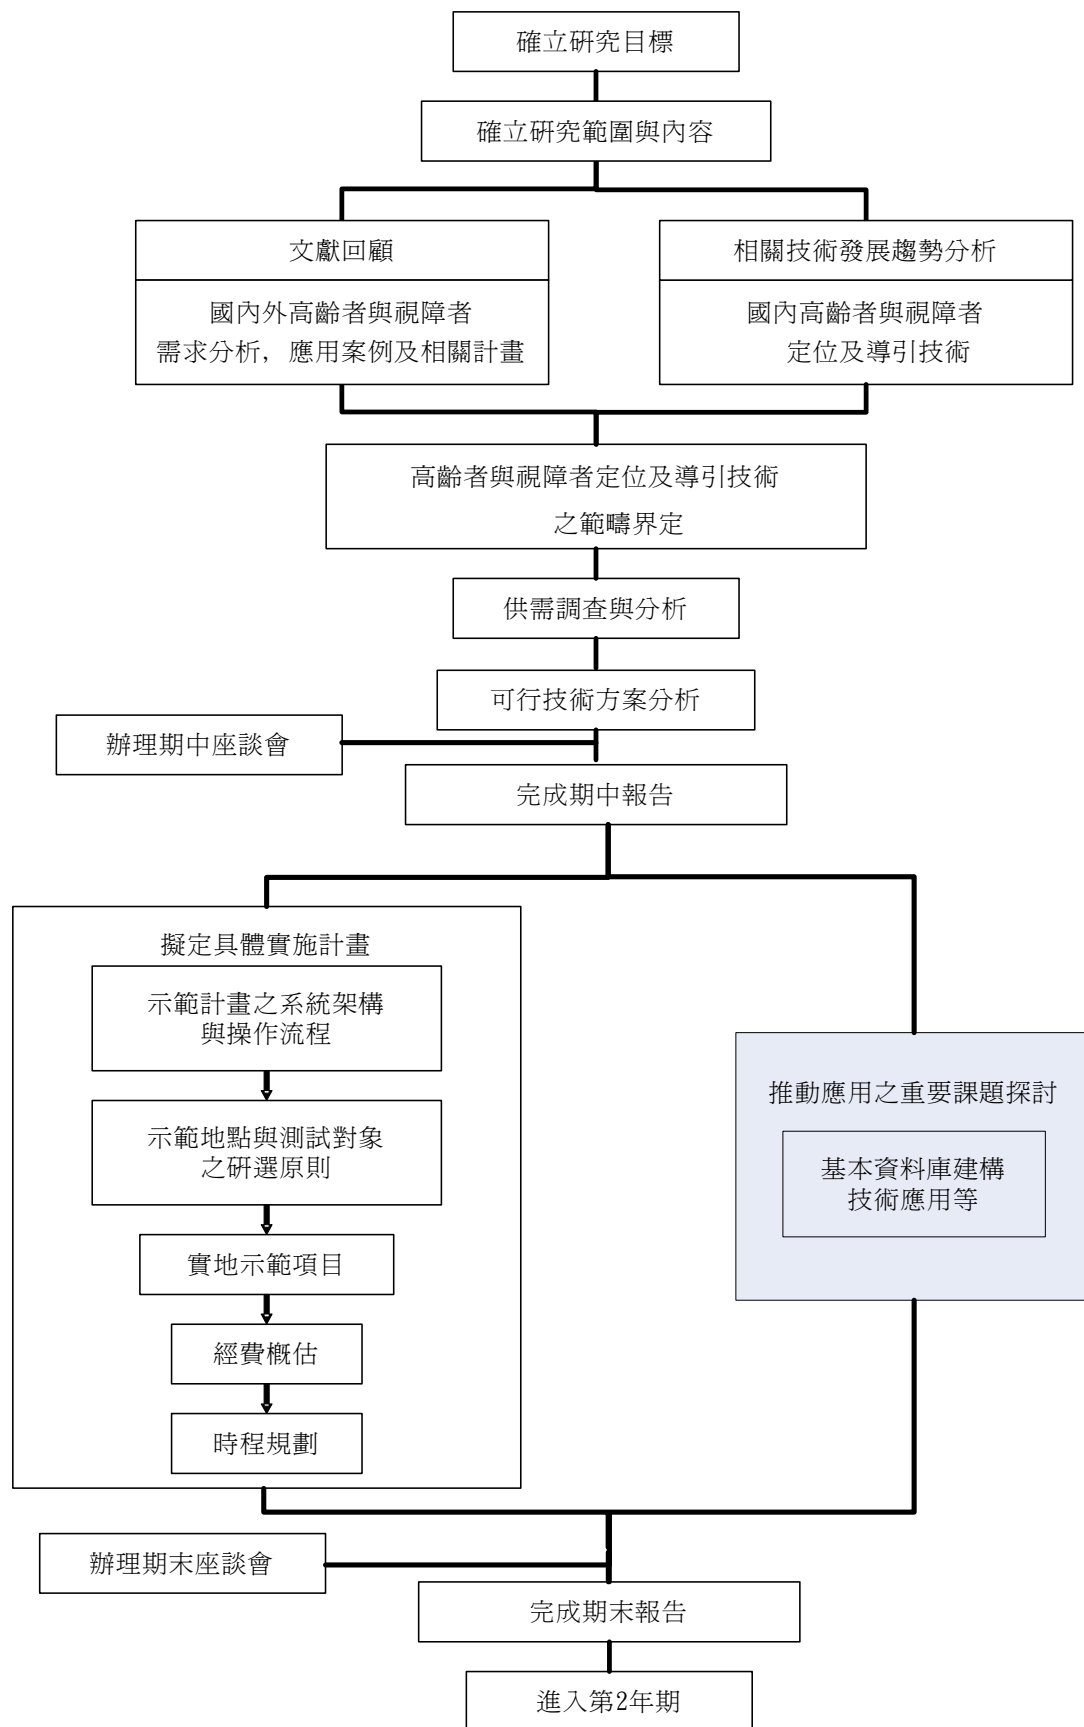 確立研究目標
確立研究範圍與內容
文獻回顧
國內外高齡者與視障者
需求分析，應用案例及相關計畫
相關技術發展趨勢分析
國內高齡者與視障者
定位及導引技術
高齡者與視障者定位及導引技術
之範疇界定
供需調查與分析
可行技術方案分析
辦理期中座談會
完成期中報告
擬定具體實施計畫
示範計畫之系統架構
與操作流程
示範地點與測試對象
之研選原則
實地示範項目
經費概估
時程規劃
推動應用之重要課題探討
基本資料庫建構
技術應用等
辦理期末座談會
完成期末報告
進入第2年期